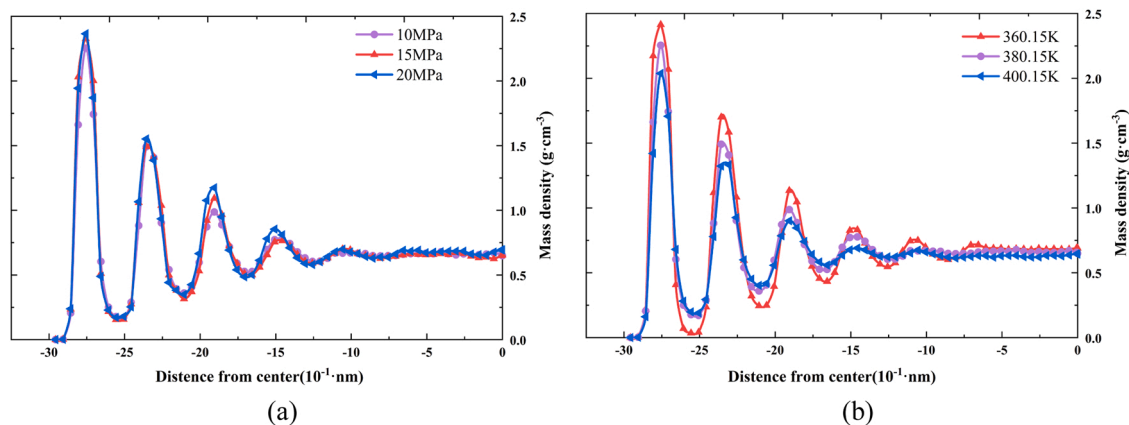 2.5
2.0
1.5
1.0
0.5
0.0
-30
-25
-20
-15
-10
-5
0
10MPa
15MPa
20MPa
Mass density (g·cm⁻³)
Distence from center(10⁻¹·nm)
(a)
2.5
2.0
1.5
1.0
0.5
0.0
-30
-25
-20
-15
-10
-5
0
360.15K
380.15K
400.15K
Mass density (g·cm⁻³)
Distence from center(10⁻¹·nm)
(b)